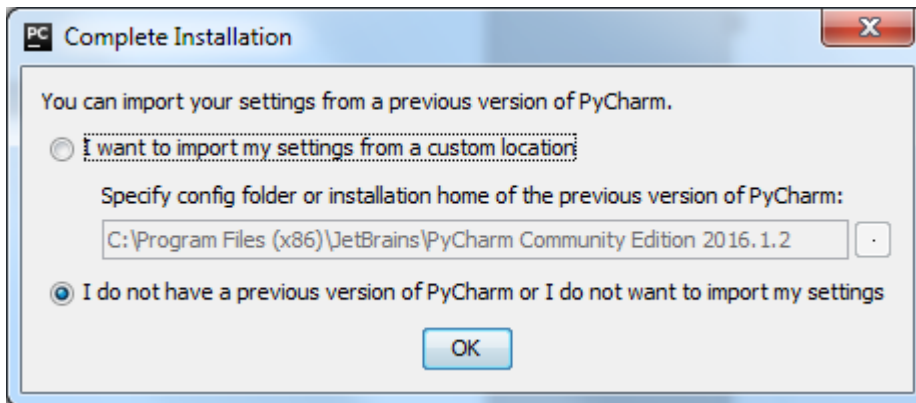 PC Complete Installation
You can import your settings from a previous version of PyCharm.
I want to import my settings from a custom location
Specify config folder or installation home of the previous version of PyCharm:
C:\Program Files (x86)\JetBrains\PyCharm Community Edition 2016.1.2
.
I do not have a previous version of PyCharm or I do not want to import my settings
OK